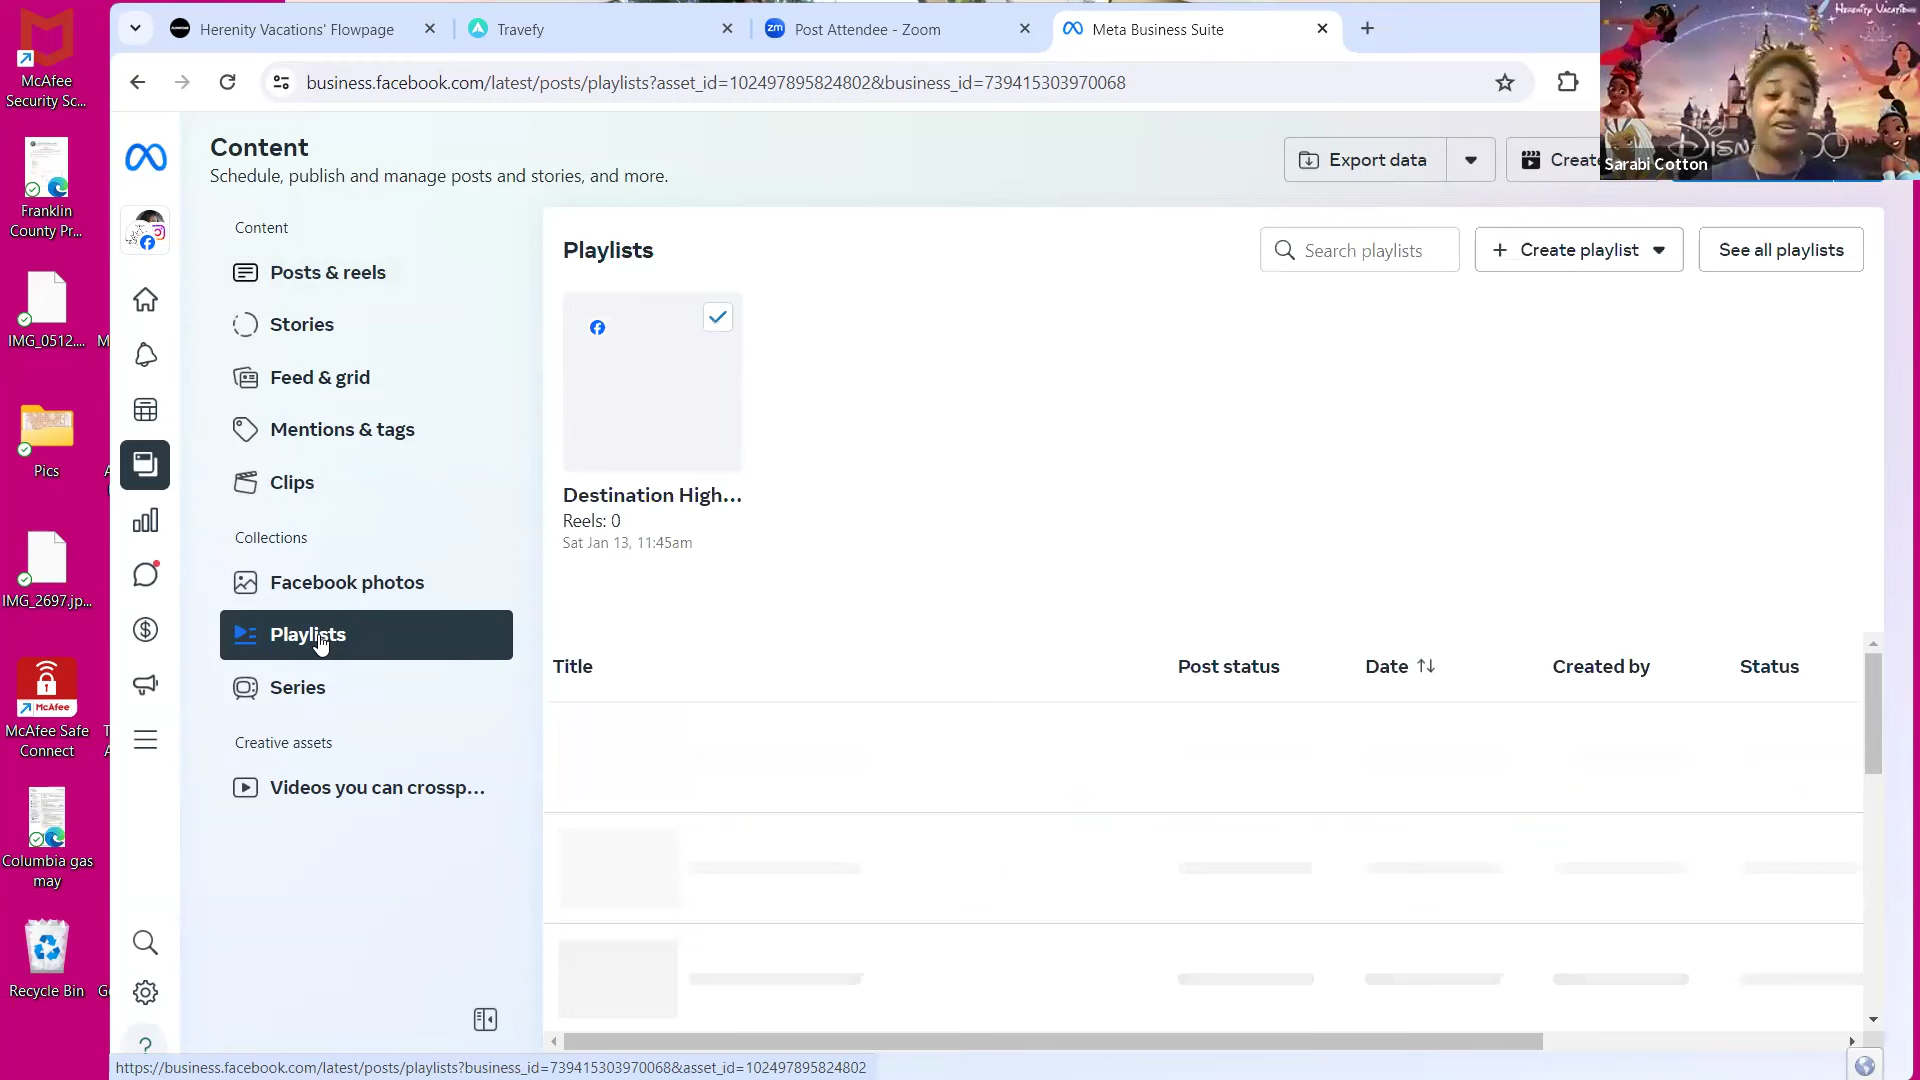 McAfee
Security Sc...
Franklin
County Pr...
IMG_0512....
M
Pics
IMG_2697.jp...
McAfee
McAfee Safe
Connect
Columbia gas
may
Recycle Bin
Herenity Vacations' Flowpage
Travefy
zm
Post Attendee - Zoom
Meta Business Suite
business.facebook.com/latest/posts/playlists?asset_id=102497895824802&business_id=739415303970068
Herenity Vacations
Sarabi Cotton
Content
Schedule, publish and manage posts and stories, and more.
Export data
Create
Content
Posts & reels
Stories
Feed & grid
Mentions & tags
Clips
Collections
Facebook photos
Playlists
Series
Creative assets
Videos you can crossp...
Playlists
Search playlists
Create playlist
See all playlists
Destination High...
Reels: 0
Sat Jan 13, 11:45am
Title
Post status
Date
Created by
Status
https://business.facebook.com/latest/posts/playlists?business_id=739415303970068&asset_id=102497895824802